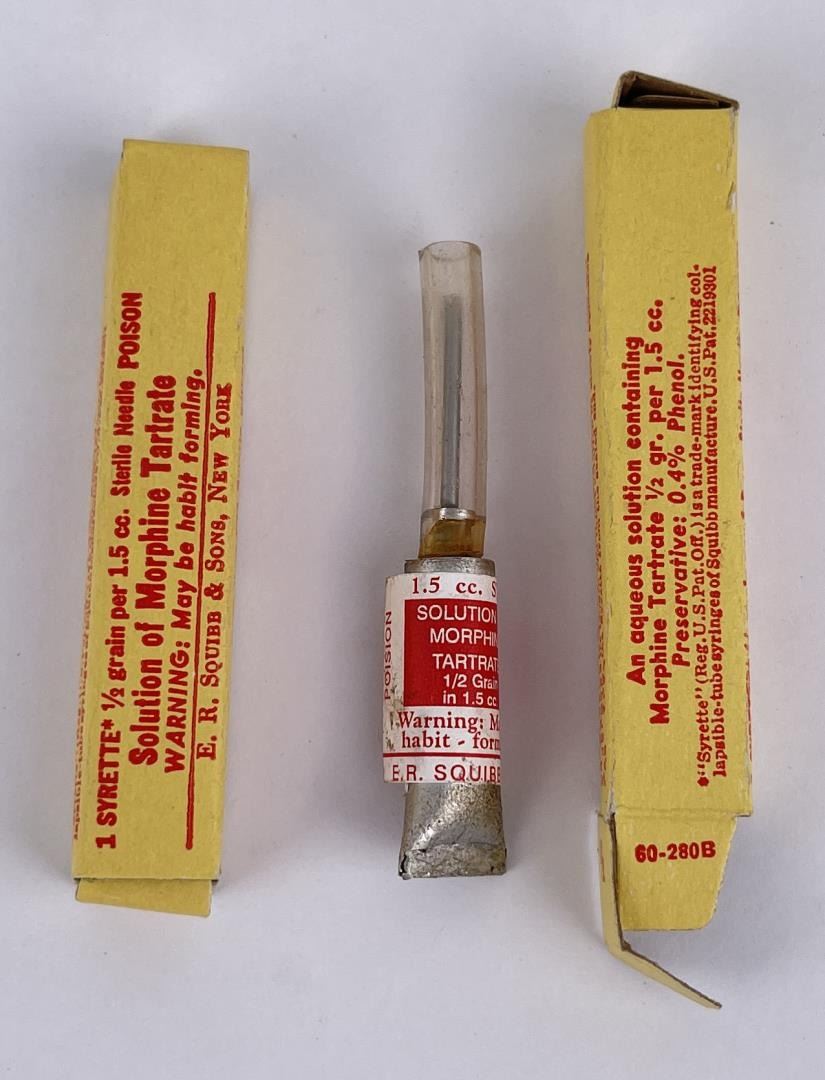 1 SYRETTE* ½ grain per 1.5 cc. Sterile Needle POISON
Solution of Morphine Tartrate
WARNING: May be habit forming.
E. R. SQUIBB & SONS, NEW YORK
1.5 cc. S
POISION
SOLUTION
MORPHIN
TARTRAT
1/2 Grain
in 1.5 cc
Warning: M
habit - form
E.R. SQUIBB
An aqueous solution containing
Morphine Tartrate ½ gr. per 1.5 cc.
Preservative: 0.4% Phenol.
*"Syrette" (Reg. U.S. Pat. Off.) is a trade-mark identifying col-
lapsible-tube syringes of Squibb manufacture. U.S. Pat. 2219301
60-280B